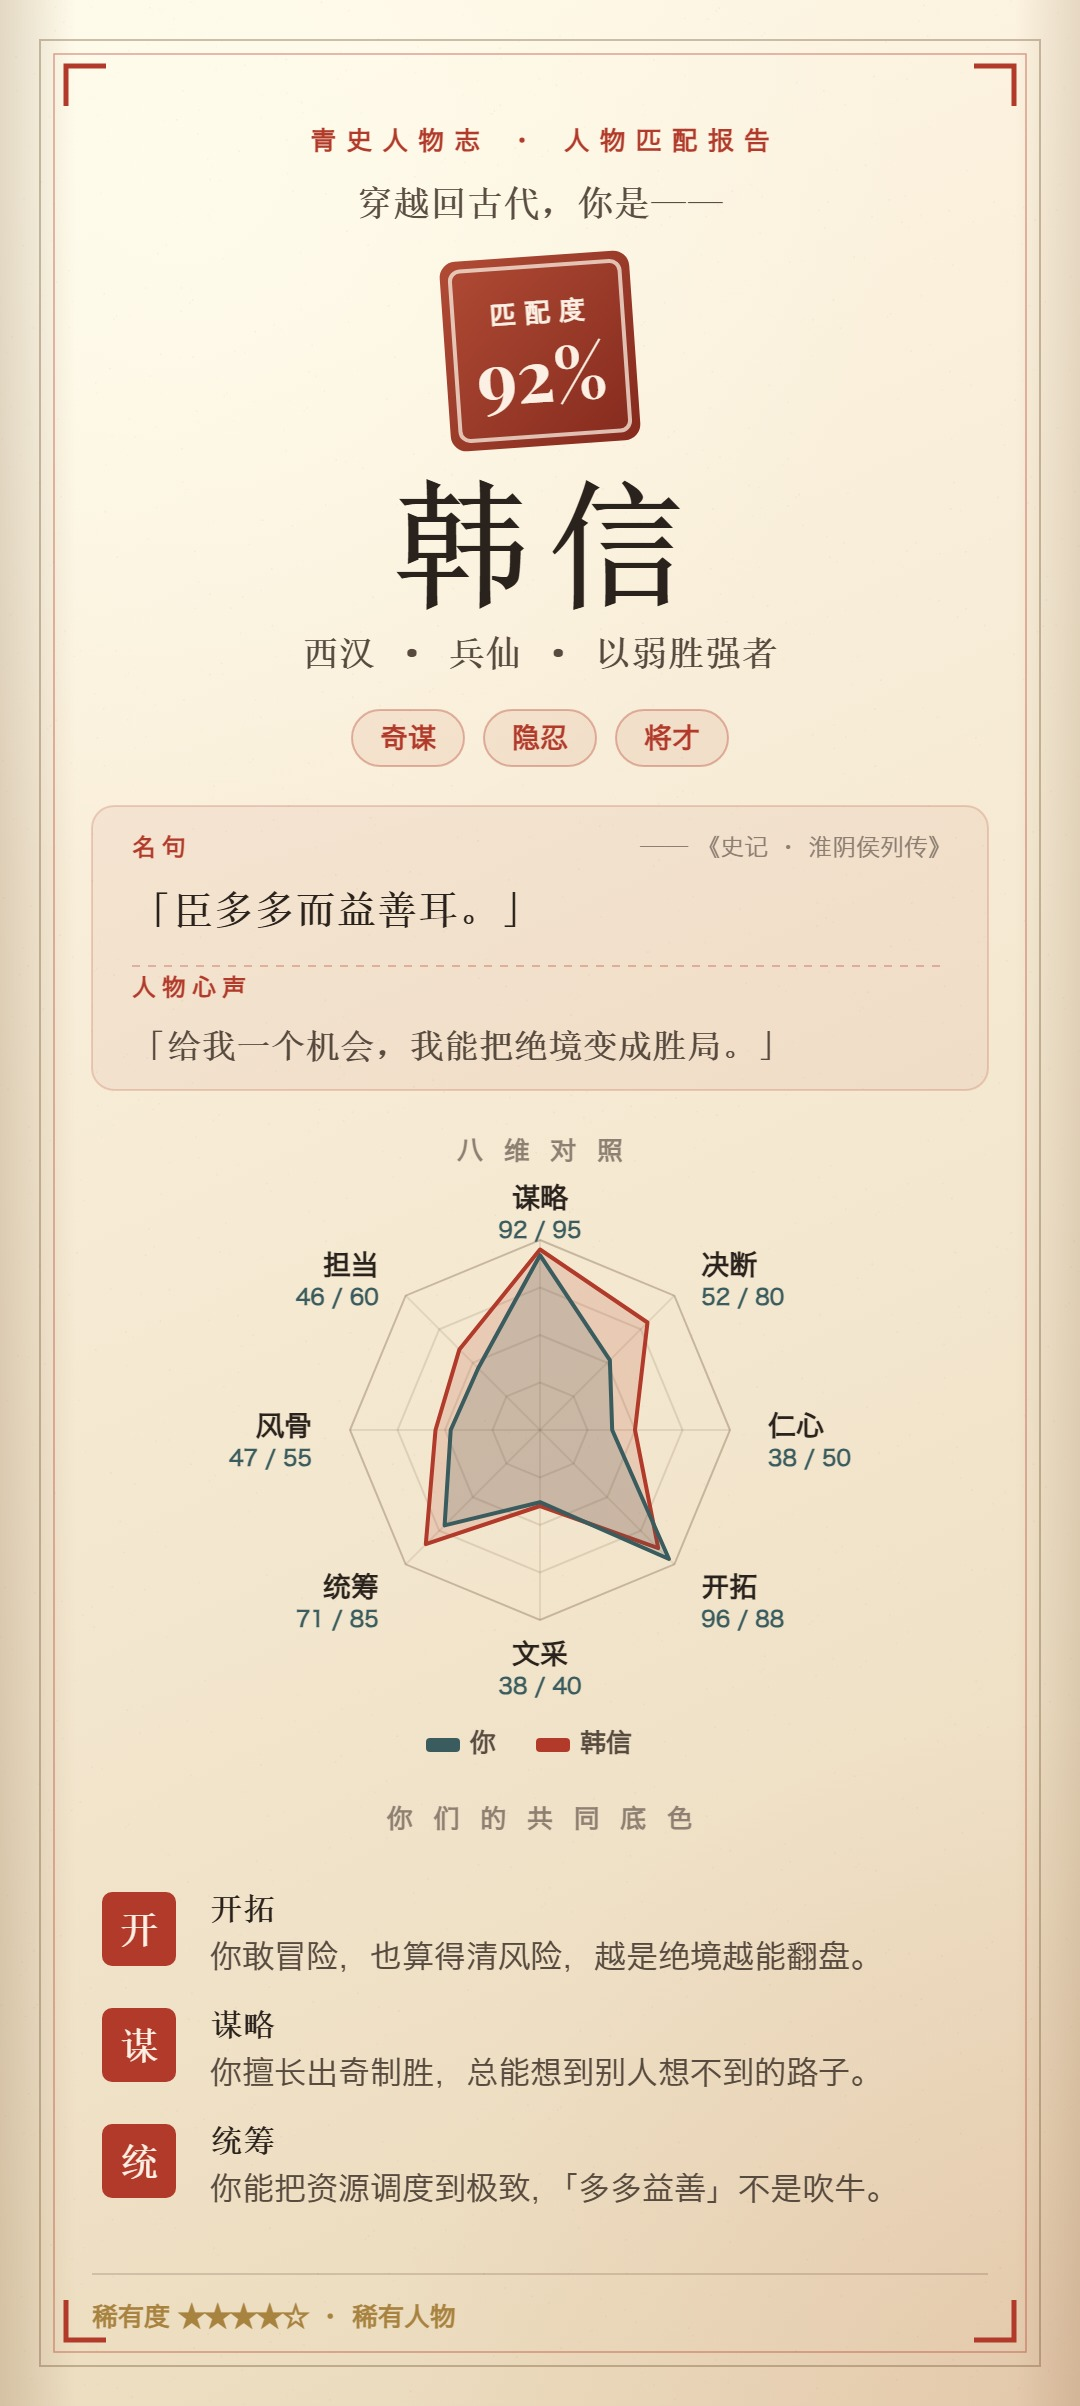 青史人物志 · 人物匹配报告
穿越回古代，你是——
匹配度
92%
韩信
西汉 · 兵仙 · 以弱胜强者
奇谋 隐忍 将才
名句 ——《史记 · 淮阴侯列传》
「臣多多而益善耳。」
人物心声
「给我一个机会，我能把绝境变成胜局。」
八维对照
谋略
92 / 95
担当 决断
46 / 60 52 / 80
风骨 仁心
47 / 55 38 / 50
统筹 开拓
71 / 85 96 / 88
文采
38 / 40
你 韩信
你们的共同底色
开 开拓
你敢冒险，也算得清风险，越是绝境越能翻盘。
谋 谋略
你擅长出奇制胜，总能想到别人想不到的路子。
统 统筹
你能把资源调度到极致，「多多益善」不是吹牛。
稀有度 ★★★★☆ · 稀有人物